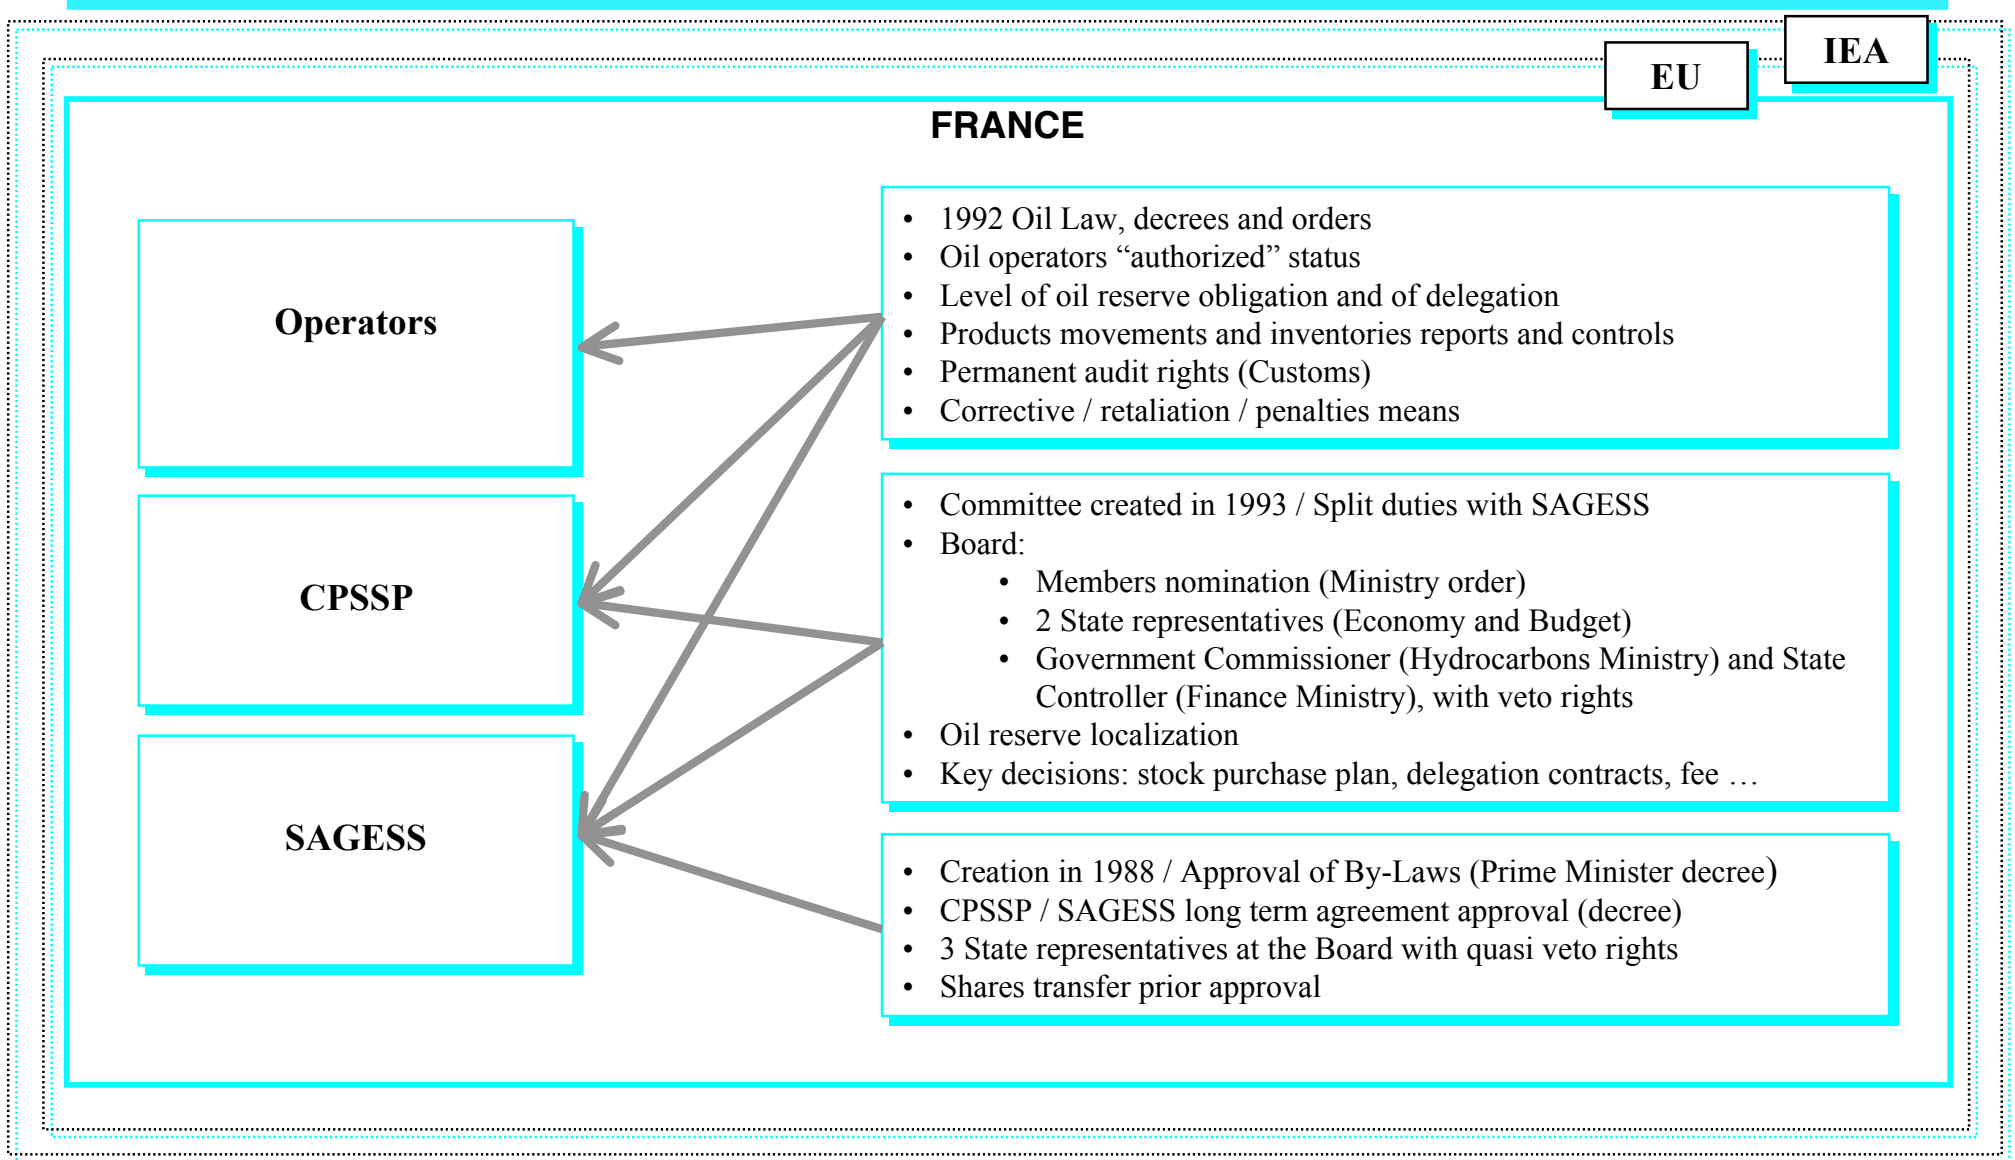 IEA
EU
FRANCE
Operators
CPSSP
SAGESS
• 1992 Oil Law, decrees and orders
• Oil operators “authorized” status
• Level of oil reserve obligation and of delegation
• Products movements and inventories reports and controls
• Permanent audit rights (Customs)
• Corrective / retaliation / penalties means
• Committee created in 1993 / Split duties with SAGESS
• Board:
• Members nomination (Ministry order)
• 2 State representatives (Economy and Budget)
• Government Commissioner (Hydrocarbons Ministry) and State
Controller (Finance Ministry), with veto rights
• Oil reserve localization
• Key decisions: stock purchase plan, delegation contracts, fee …
• Creation in 1988 / Approval of By-Laws (Prime Minister decree)
• CPSSP / SAGESS long term agreement approval (decree)
• 3 State representatives at the Board with quasi veto rights
• Shares transfer prior approval